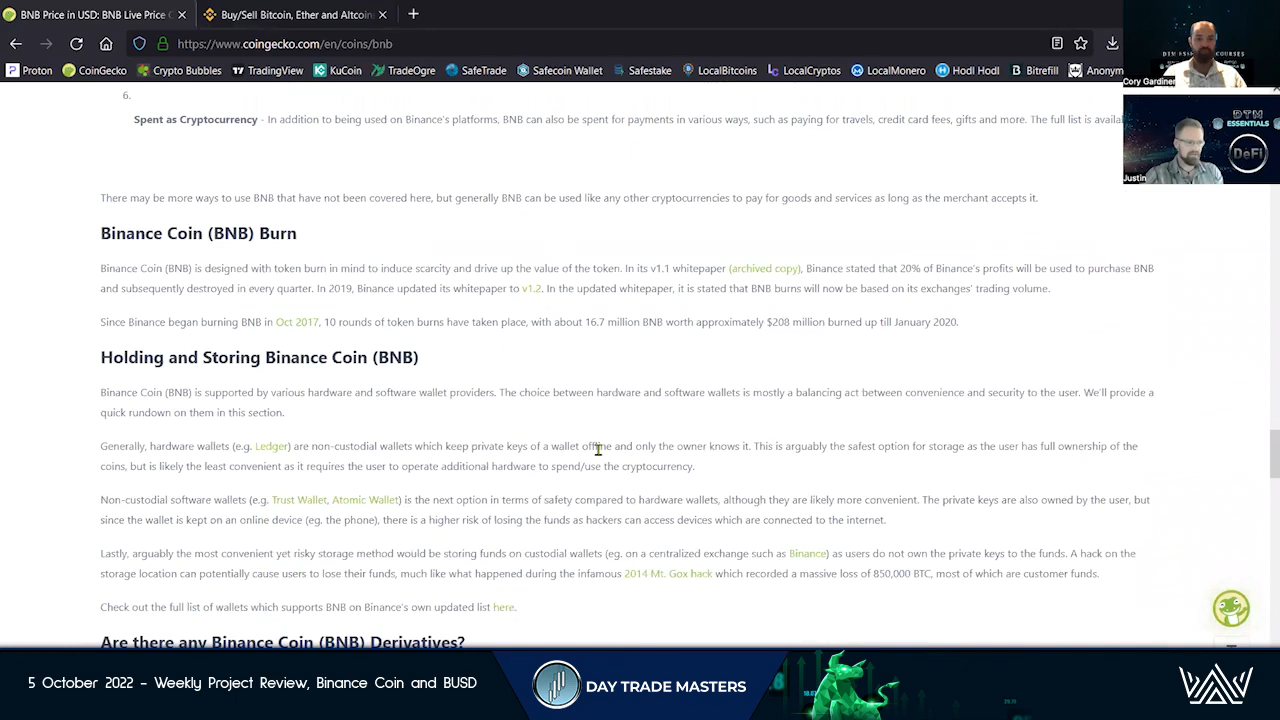 BNB Price in USD: BNB Live Price C
Buy/Sell Bitcoin, Ether and Altcoin
https://www.coingecko.com/en/coins/bnb
Proton
CoinGecko
Crypto Bubbles
TradingView
KuCoin
TradeOgre
SafeTrade
Safecoin Wallet
Safestake
LocalBitcoins
LocalCryptos
LocalMonero
Hodl Hodl
Bitrefill
Anonym
Cory Gardiner
DTM
ESSENTIALS
DeFi
Justin
6.
Spent as Cryptocurrency - In addition to being used on Binance's platforms, BNB can also be spent for payments in various ways, such as paying for travels, credit card fees, gifts and more. The full list is availa
There may be more ways to use BNB that have not been covered here, but generally BNB can be used like any other cryptocurrencies to pay for goods and services as long as the merchant accepts it.
Binance Coin (BNB) Burn
Binance Coin (BNB) is designed with token burn in mind to induce scarcity and drive up the value of the token. In its v1.1 whitepaper (archived copy), Binance stated that 20% of Binance's profits will be used to purchase BNB
and subsequently destroyed in every quarter. In 2019, Binance updated its whitepaper to v1.2. In the updated whitepaper, it is stated that BNB burns will now be based on its exchanges' trading volume.
Since Binance began burning BNB in Oct 2017, 10 rounds of token burns have taken place, with about 16.7 million BNB worth approximately $208 million burned up till January 2020.
Holding and Storing Binance Coin (BNB)
Binance Coin (BNB) is supported by various hardware and software wallet providers. The choice between hardware and software wallets is mostly a balancing act between convenience and security to the user. We'll provide a
quick rundown on them in this section.
Generally, hardware wallets (e.g. Ledger) are non-custodial wallets which keep private keys of a wallet offline and only the owner knows it. This is arguably the safest option for storage as the user has full ownership of the
coins, but is likely the least convenient as it requires the user to operate additional hardware to spend/use the cryptocurrency.
Non-custodial software wallets (e.g. Trust Wallet, Atomic Wallet) is the next option in terms of safety compared to hardware wallets, although they are likely more convenient. The private keys are also owned by the user, but
since the wallet is kept on an online device (eg. the phone), there is a higher risk of losing the funds as hackers can access devices which are connected to the internet.
Lastly, arguably the most convenient yet risky storage method would be storing funds on custodial wallets (eg. on a centralized exchange such as Binance) as users do not own the private keys to the funds. A hack on the
storage location can potentially cause users to lose their funds, much like what happened during the infamous 2014 Mt. Gox hack which recorded a massive loss of 850,000 BTC, most of which are customer funds.
Check out the full list of wallets which supports BNB on Binance's own updated list here.
Are there any Binance Coin (BNB) Derivatives?
5 October 2022 - Weekly Project Review, Binance Coin and BUSD
DAY TRADE MASTERS